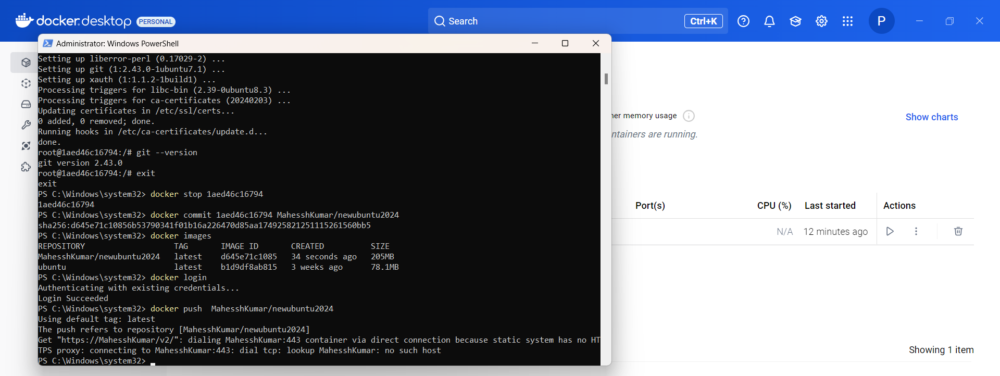 docker.desktop PERSONAL
Search
Ctrl+K
P
Administrator: Windows PowerShell
Setting up liberror-perl (0.17029-2) ...
Setting up git (1:2.43.0-1ubuntu7.1) ...
Setting up xauth (1:1.1.2-1build1) ...
Processing triggers for libc-bin (2.39-0ubuntu8.3) ...
Processing triggers for ca-certificates (20240203) ...
Updating certificates in /etc/ssl/certs...
0 added, 0 removed; done.
Running hooks in /etc/ca-certificates/update.d...
done.
root@1aed46c16794:/# git --version
git version 2.43.0
root@1aed46c16794:/# exit
exit
PS C:\Windows\system32> docker stop 1aed46c16794
1aed46c16794
PS C:\Windows\system32> docker commit 1aed46c16794 MahesshKumar/newubuntu2024
sha256:d645e71c10856b53790341f01b16a226470d85aa174925821251115261560bb5
PS C:\Windows\system32> docker images
REPOSITORY TAG IMAGE ID CREATED SIZE
MahesshKumar/newubuntu2024 latest d645e71c1085 34 seconds ago 205MB
ubuntu latest b1d9df8ab815 3 weeks ago 78.1MB
PS C:\Windows\system32> docker login
Authenticating with existing credentials...
Login Succeeded
PS C:\Windows\system32> docker push  MahesshKumar/newubuntu2024
Using default tag: latest
The push refers to repository [MahesshKumar/newubuntu2024]
Get "https://MahesshKumar/v2/": dialing MahesshKumar:443 container via direct connection because static system has no HT
TPS proxy: connecting to MahesshKumar:443: dial tcp: lookup MahesshKumar: no such host
PS C:\Windows\system32>
ner memory usage
Show charts
ntainers are running.
Port(s) CPU (%) Last started Actions
N/A 12 minutes ago
Showing 1 item